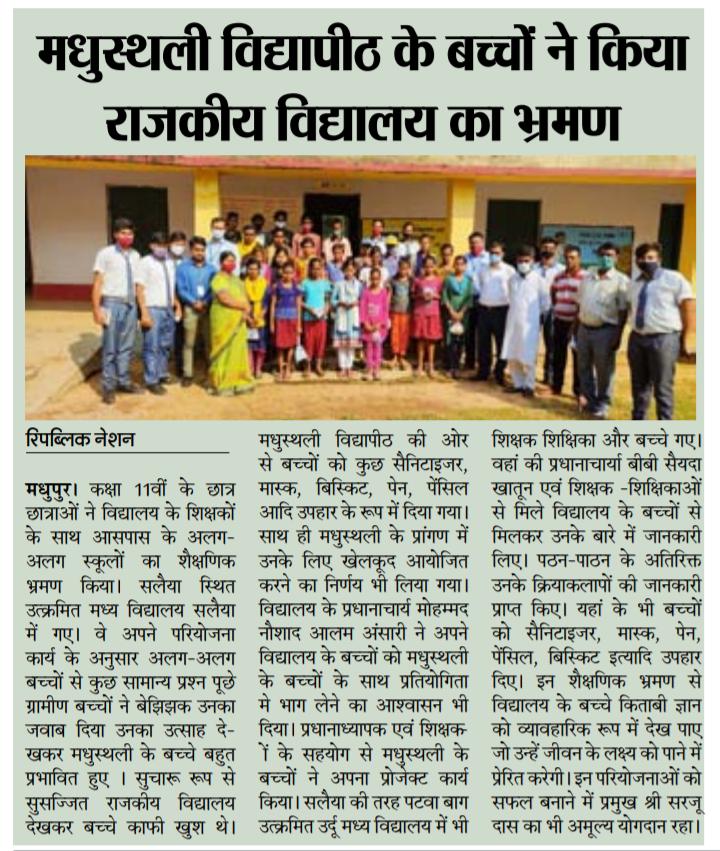 मधुस्थली विद्यापीठ के बच्चों ने किया
राजकीय विद्यालय का भ्रमण
रिपब्लिक नेशन
मधुपुर। कक्षा 11वीं के छात्र
छात्राओं ने विद्यालय के शिक्षकों
के साथ आसपास के अलग-
अलग स्कूलों का शैक्षणिक
भ्रमण किया। सलैया स्थित
उत्क्रमित मध्य विद्यालय सलैया
में गए। वे अपने परियोजना
कार्य के अनुसार अलग-अलग
बच्चों से कुछ सामान्य प्रश्न पूछे
ग्रामीण बच्चों ने बेझिझक उनका
जवाब दिया उनका उत्साह दे-
खकर मधुस्थली के बच्चे बहुत
प्रभावित हुए । सुचारू रूप से
सुसज्जित राजकीय विद्यालय
देखकर बच्चे काफी खुश थे।
मधुस्थली विद्यापीठ की ओर
से बच्चों को कुछ सैनिटाइजर,
मास्क, बिस्किट, पेन, पेंसिल
आदि उपहार के रूप में दिया गया।
साथ ही मधुस्थली के प्रांगण में
उनके लिए खेलकूद आयोजित
करने का निर्णय भी लिया गया।
विद्यालय के प्रधानाचार्य मोहम्मद
नौशाद आलम अंसारी ने अपने
विद्यालय के बच्चों को मधुस्थली
के बच्चों के साथ प्रतियोगिता
मे भाग लेने का आश्वासन भी
दिया। प्रधानाध्यापक एवं शिक्षक-
ों के सहयोग से मधुस्थली के
बच्चों ने अपना प्रोजेक्ट कार्य
किया। सलैया की तरह पटवा बाग
उत्क्रमित उर्दू मध्य विद्यालय में भी
शिक्षक शिक्षिका और बच्चे गए।
वहां की प्रधानाचार्या बीबी सैयदा
खातून एवं शिक्षक -शिक्षिकाओं
से मिले विद्यालय के बच्चों से
मिलकर उनके बारे में जानकारी
लिए। पठन-पाठन के अतिरिक्त
उनके क्रियाकलापों की जानकारी
प्राप्त किए। यहां के भी बच्चों
को सैनिटाइजर, मास्क, पेन,
पेंसिल, बिस्किट इत्यादि उपहार
दिए। इन शैक्षणिक भ्रमण से
विद्यालय के बच्चे किताबी ज्ञान
को व्यावहारिक रूप में देख पाए
जो उन्हें जीवन के लक्ष्य को पाने में
प्रेरित करेगी। इन परियोजनाओं को
सफल बनाने में प्रमुख श्री सरजू
दास का भी अमूल्य योगदान रहा।